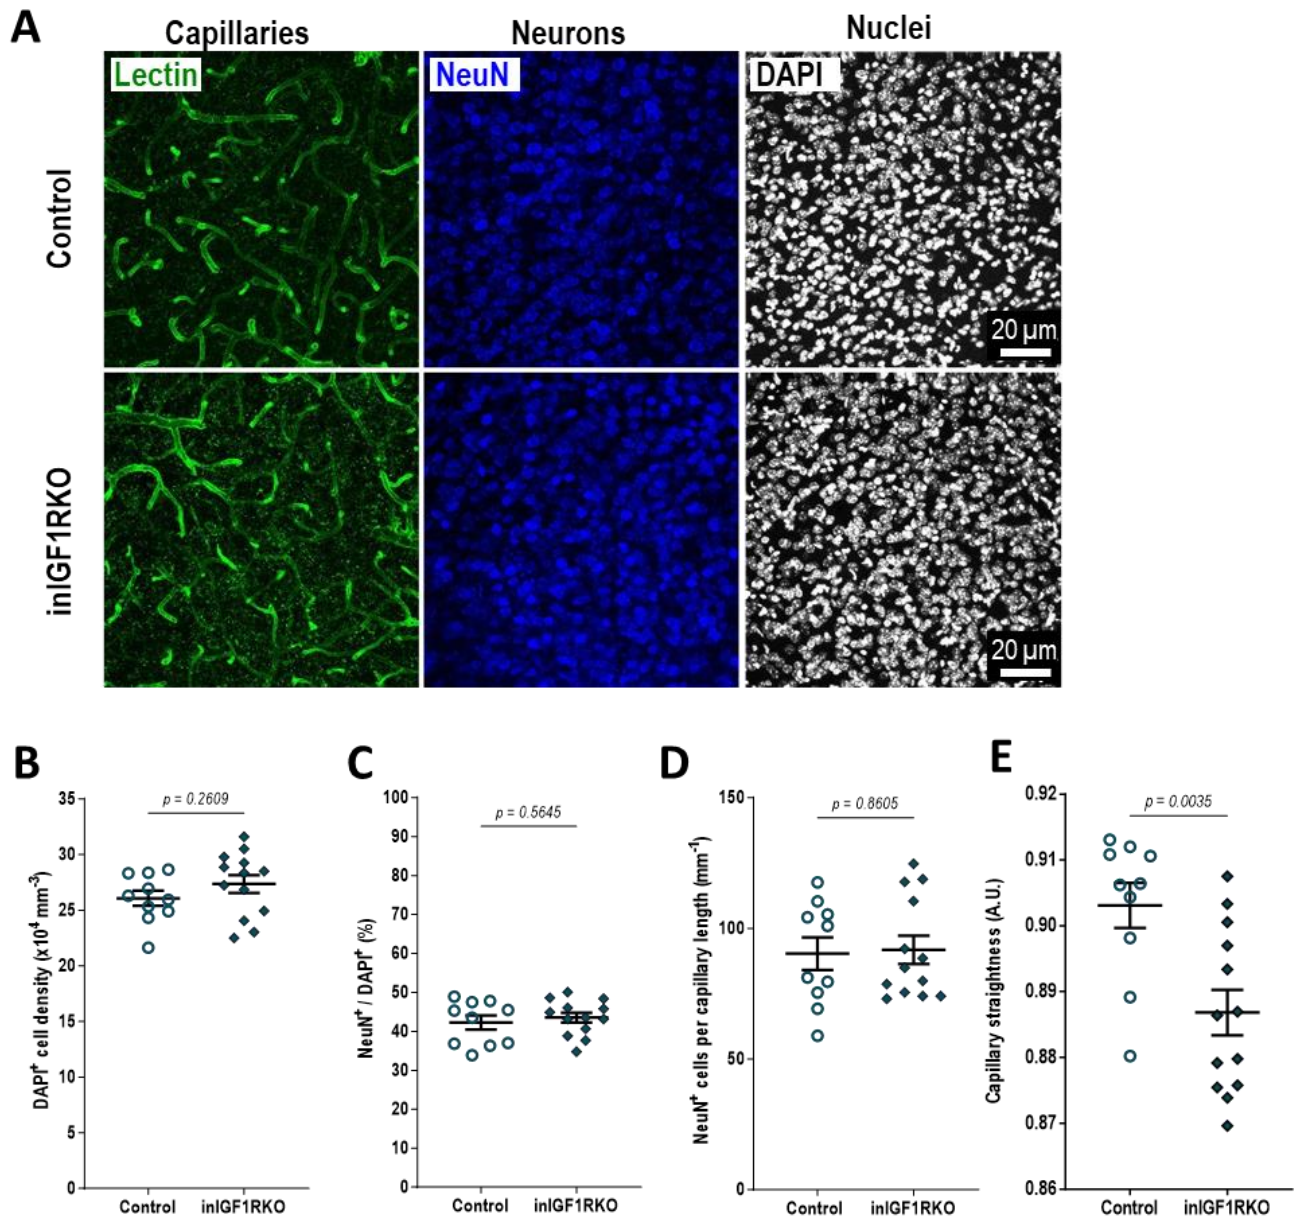 A
Capillaries
Neurons
Nuclei
Lectin
NeuN
DAPI
Control
20 µm
inIGF1RKO
20 µm
B
DAPI⁺ cell density (x10⁴ mm⁻³)
35
30
25
20
15
10
5
0
p = 0.2609
Control
inIGF1RKO
C
NeuN⁺ / DAPI⁺ (%)
100
90
80
70
60
50
40
30
20
10
0
p = 0.5645
Control
inIGF1RKO
D
NeuN⁺ cells per capillary length (mm⁻¹)
150
100
50
0
p = 0.8605
Control
inIGF1RKO
E
Capillary straightness (A.U.)
0.92
0.91
0.90
0.89
0.88
0.87
0.86
p = 0.0035
Control
inIGF1RKO